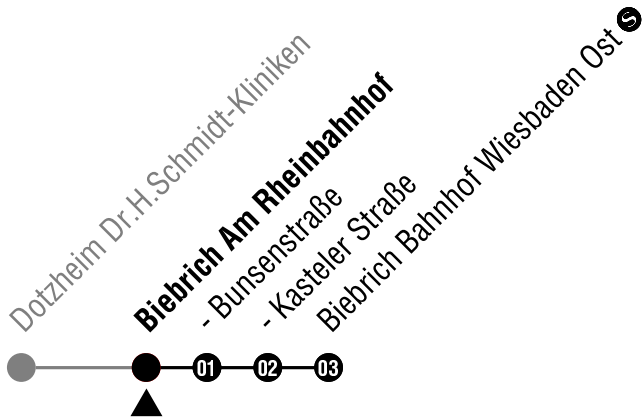 Dotzheim Dr.H.Schmidt-Kliniken
Biebrich Am Rheinbahnhof
- Bunsenstraße
- Kasteler Straße
Biebrich Bahnhof Wiesbaden Ost S
01 02 03